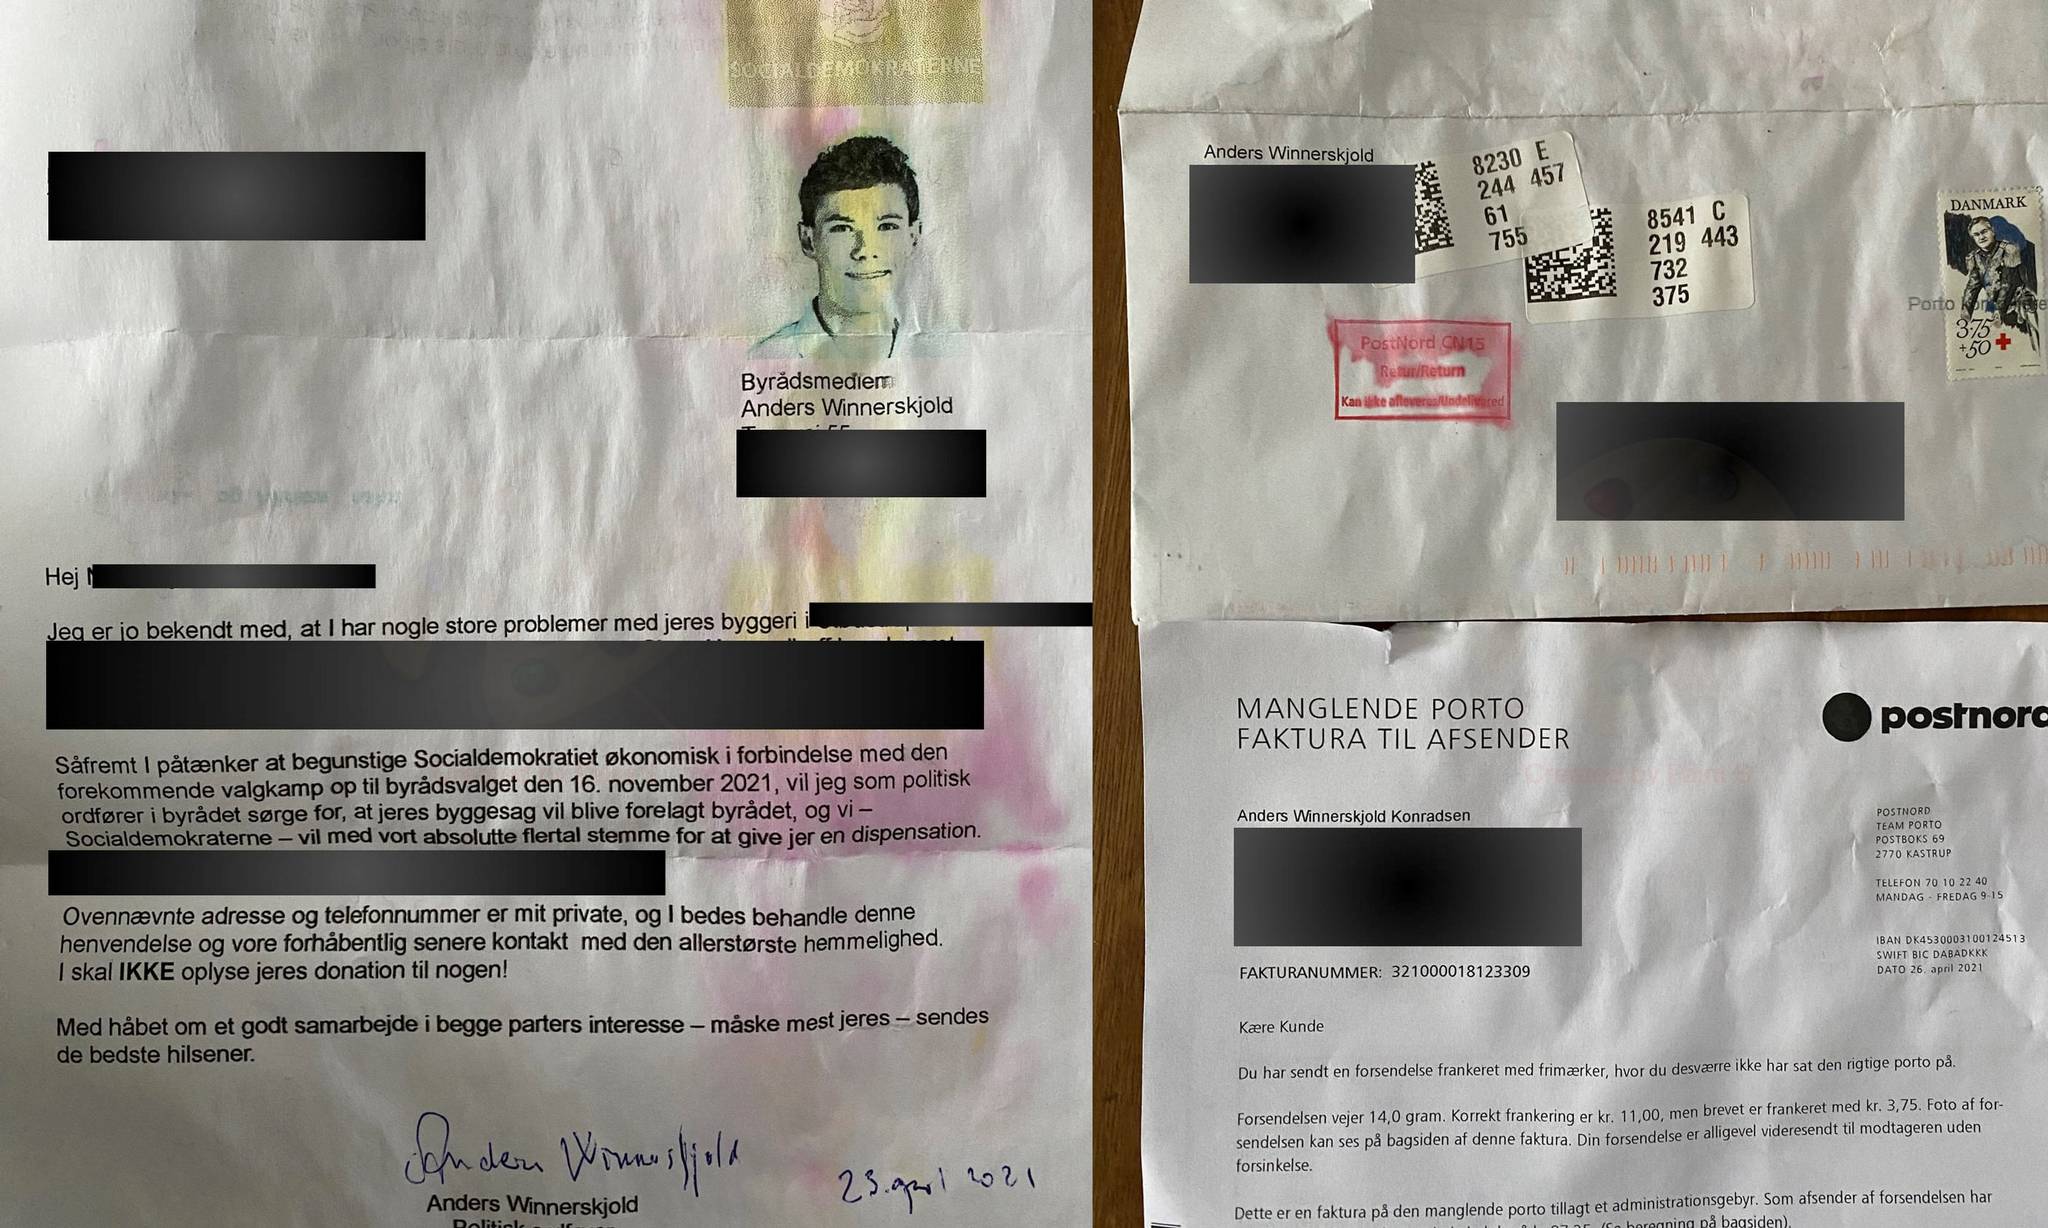 SOCIALDEMOKRATERNE
Byrådsmedlem
Anders Winnerskjold
Hej
Jeg er jo bekendt med, at I har nogle store problemer med jeres byggeri i
Såfremt I påtænker at begunstige Socialdemokratiet økonomisk i forbindelse med den
forekommende valgkamp op til byrådsvalget den 16. november 2021, vil jeg som politisk
ordfører i byrådet sørge for, at jeres byggesag vil blive forelagt byrådet, og vi –
Socialdemokraterne – vil med vort absolutte flertal stemme for at give jer en dispensation.
Ovennævnte adresse og telefonnummer er mit private, og I bedes behandle denne
henvendelse og vore forhåbentlig senere kontakt med den allerstørste hemmelighed.
I skal IKKE oplyse jeres donation til nogen!
Med håbet om et godt samarbejde i begge parters interesse – måske mest jeres – sendes
de bedste hilsener.
Anders Winnerskjold
23. april 2021
Anders Winnerskjold
Anders Winnerskjold
8230 E
244 457
61
755
8541 C
219 443
732
375
DANMARK
Porto
3.75
+50
PostNord CN15
Retur/Return
Kan ikke afleveres/Undelivered
MANGLENDE PORTO
FAKTURA TIL AFSENDER
postnord
Anders Winnerskjold Konradsen
POSTNORD
TEAM PORTO
POSTBOKS 69
2770 KASTRUP
TELEFON 70 10 22 40
MANDAG - FREDAG 9-15
IBAN DK4530003100124513
SWIFT BIC DABADKKK
DATO 26. april 2021
FAKTURANUMMER: 321000018123309
Kære Kunde
Du har sendt en forsendelse frankeret med frimærker, hvor du desværre ikke har sat den rigtige porto på.
Forsendelsen vejer 14,0 gram. Korrekt frankering er kr. 11,00, men brevet er frankeret med kr. 3,75. Foto af for-
sendelsen kan ses på bagsiden af denne faktura. Din forsendelse er alligevel videresendt til modtageren uden
forsinkelse.
Dette er en faktura på den manglende porto tillagt et administrationsgebyr. Som afsender af forsendelsen har
(Se beregning på bagsiden).